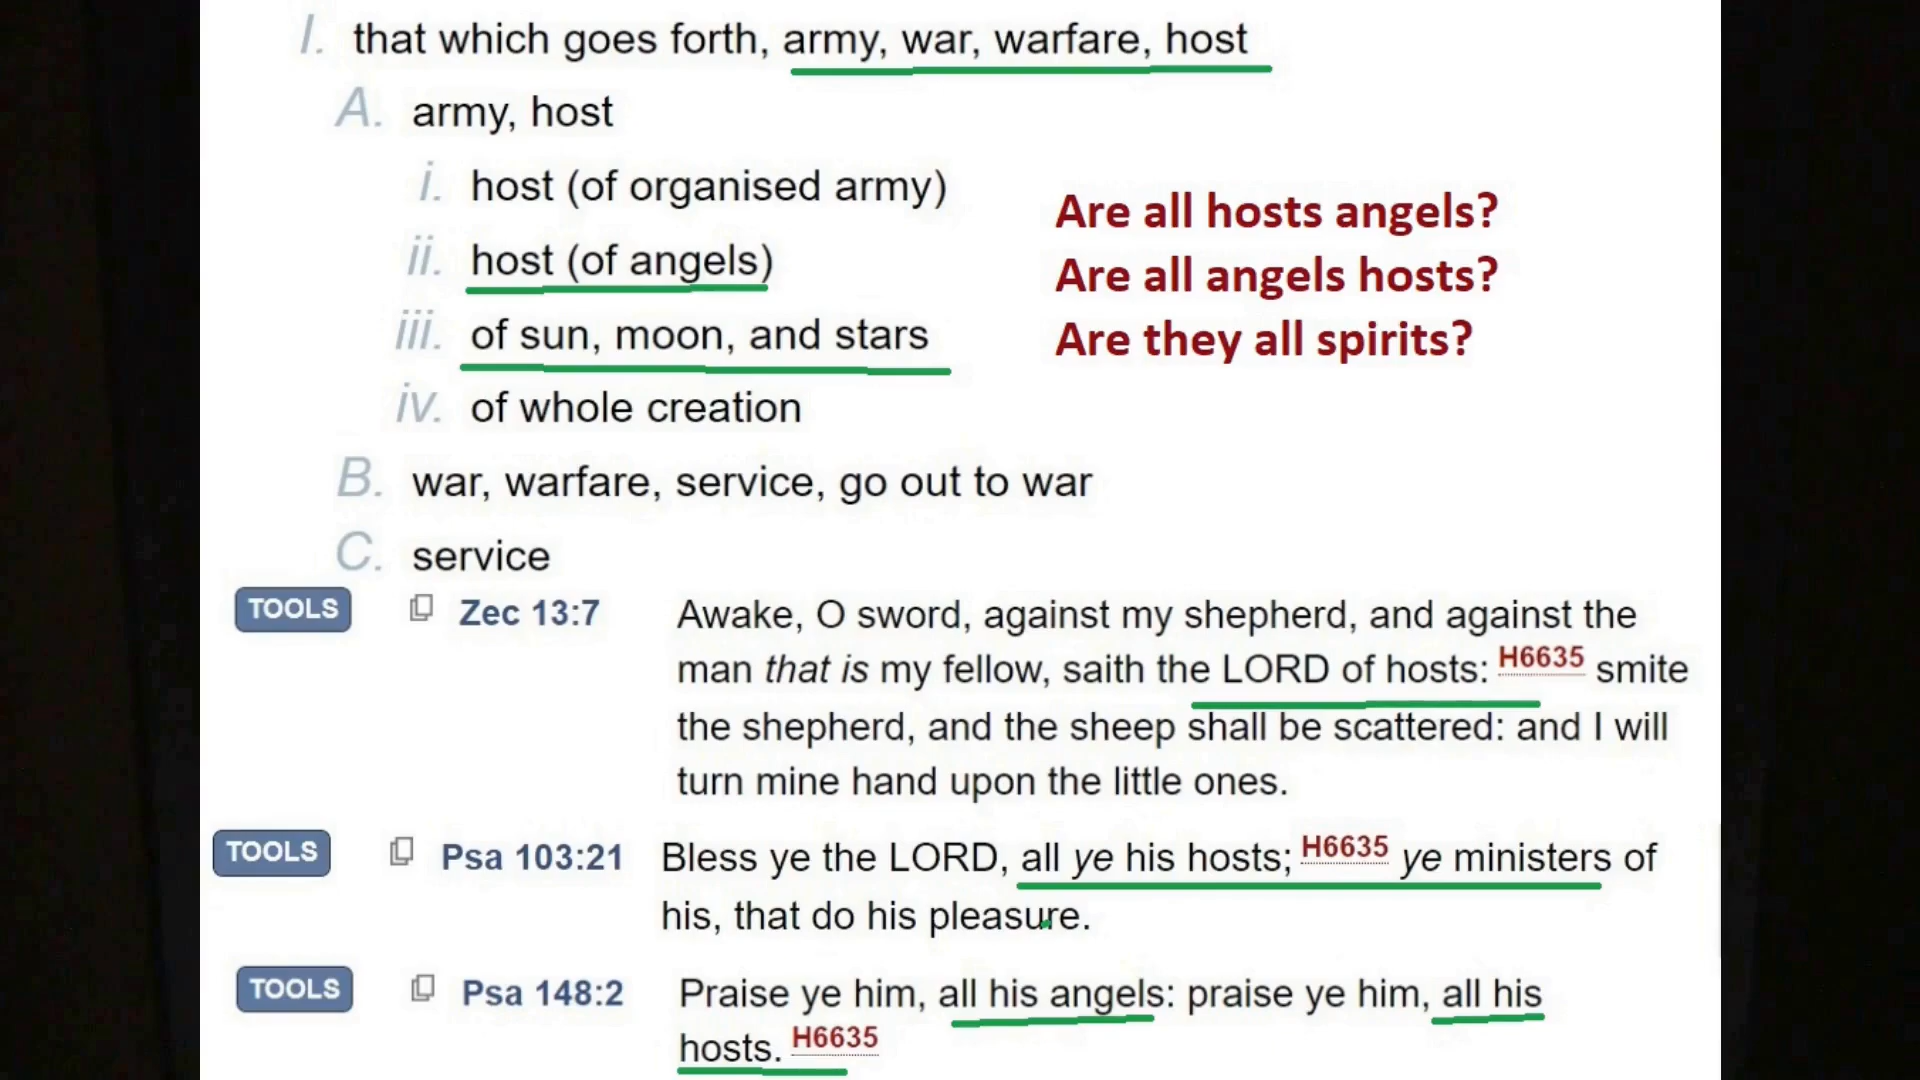 I. that which goes forth, army, war, warfare, host
A. army, host
i. host (of organised army)
ii. host (of angels)
iii. of sun, moon, and stars
iv. of whole creation
B. war, warfare, service, go out to war
C. service
Are all hosts angels?
Are all angels hosts?
Are they all spirits?
TOOLS Zec 13:7 Awake, O sword, against my shepherd, and against the
man that is my fellow, saith the LORD of hosts: H6635 smite
the shepherd, and the sheep shall be scattered: and I will
turn mine hand upon the little ones.
TOOLS Psa 103:21 Bless ye the LORD, all ye his hosts; H6635 ye ministers of
his, that do his pleasure.
TOOLS Psa 148:2 Praise ye him, all his angels: praise ye him, all his
hosts. H6635